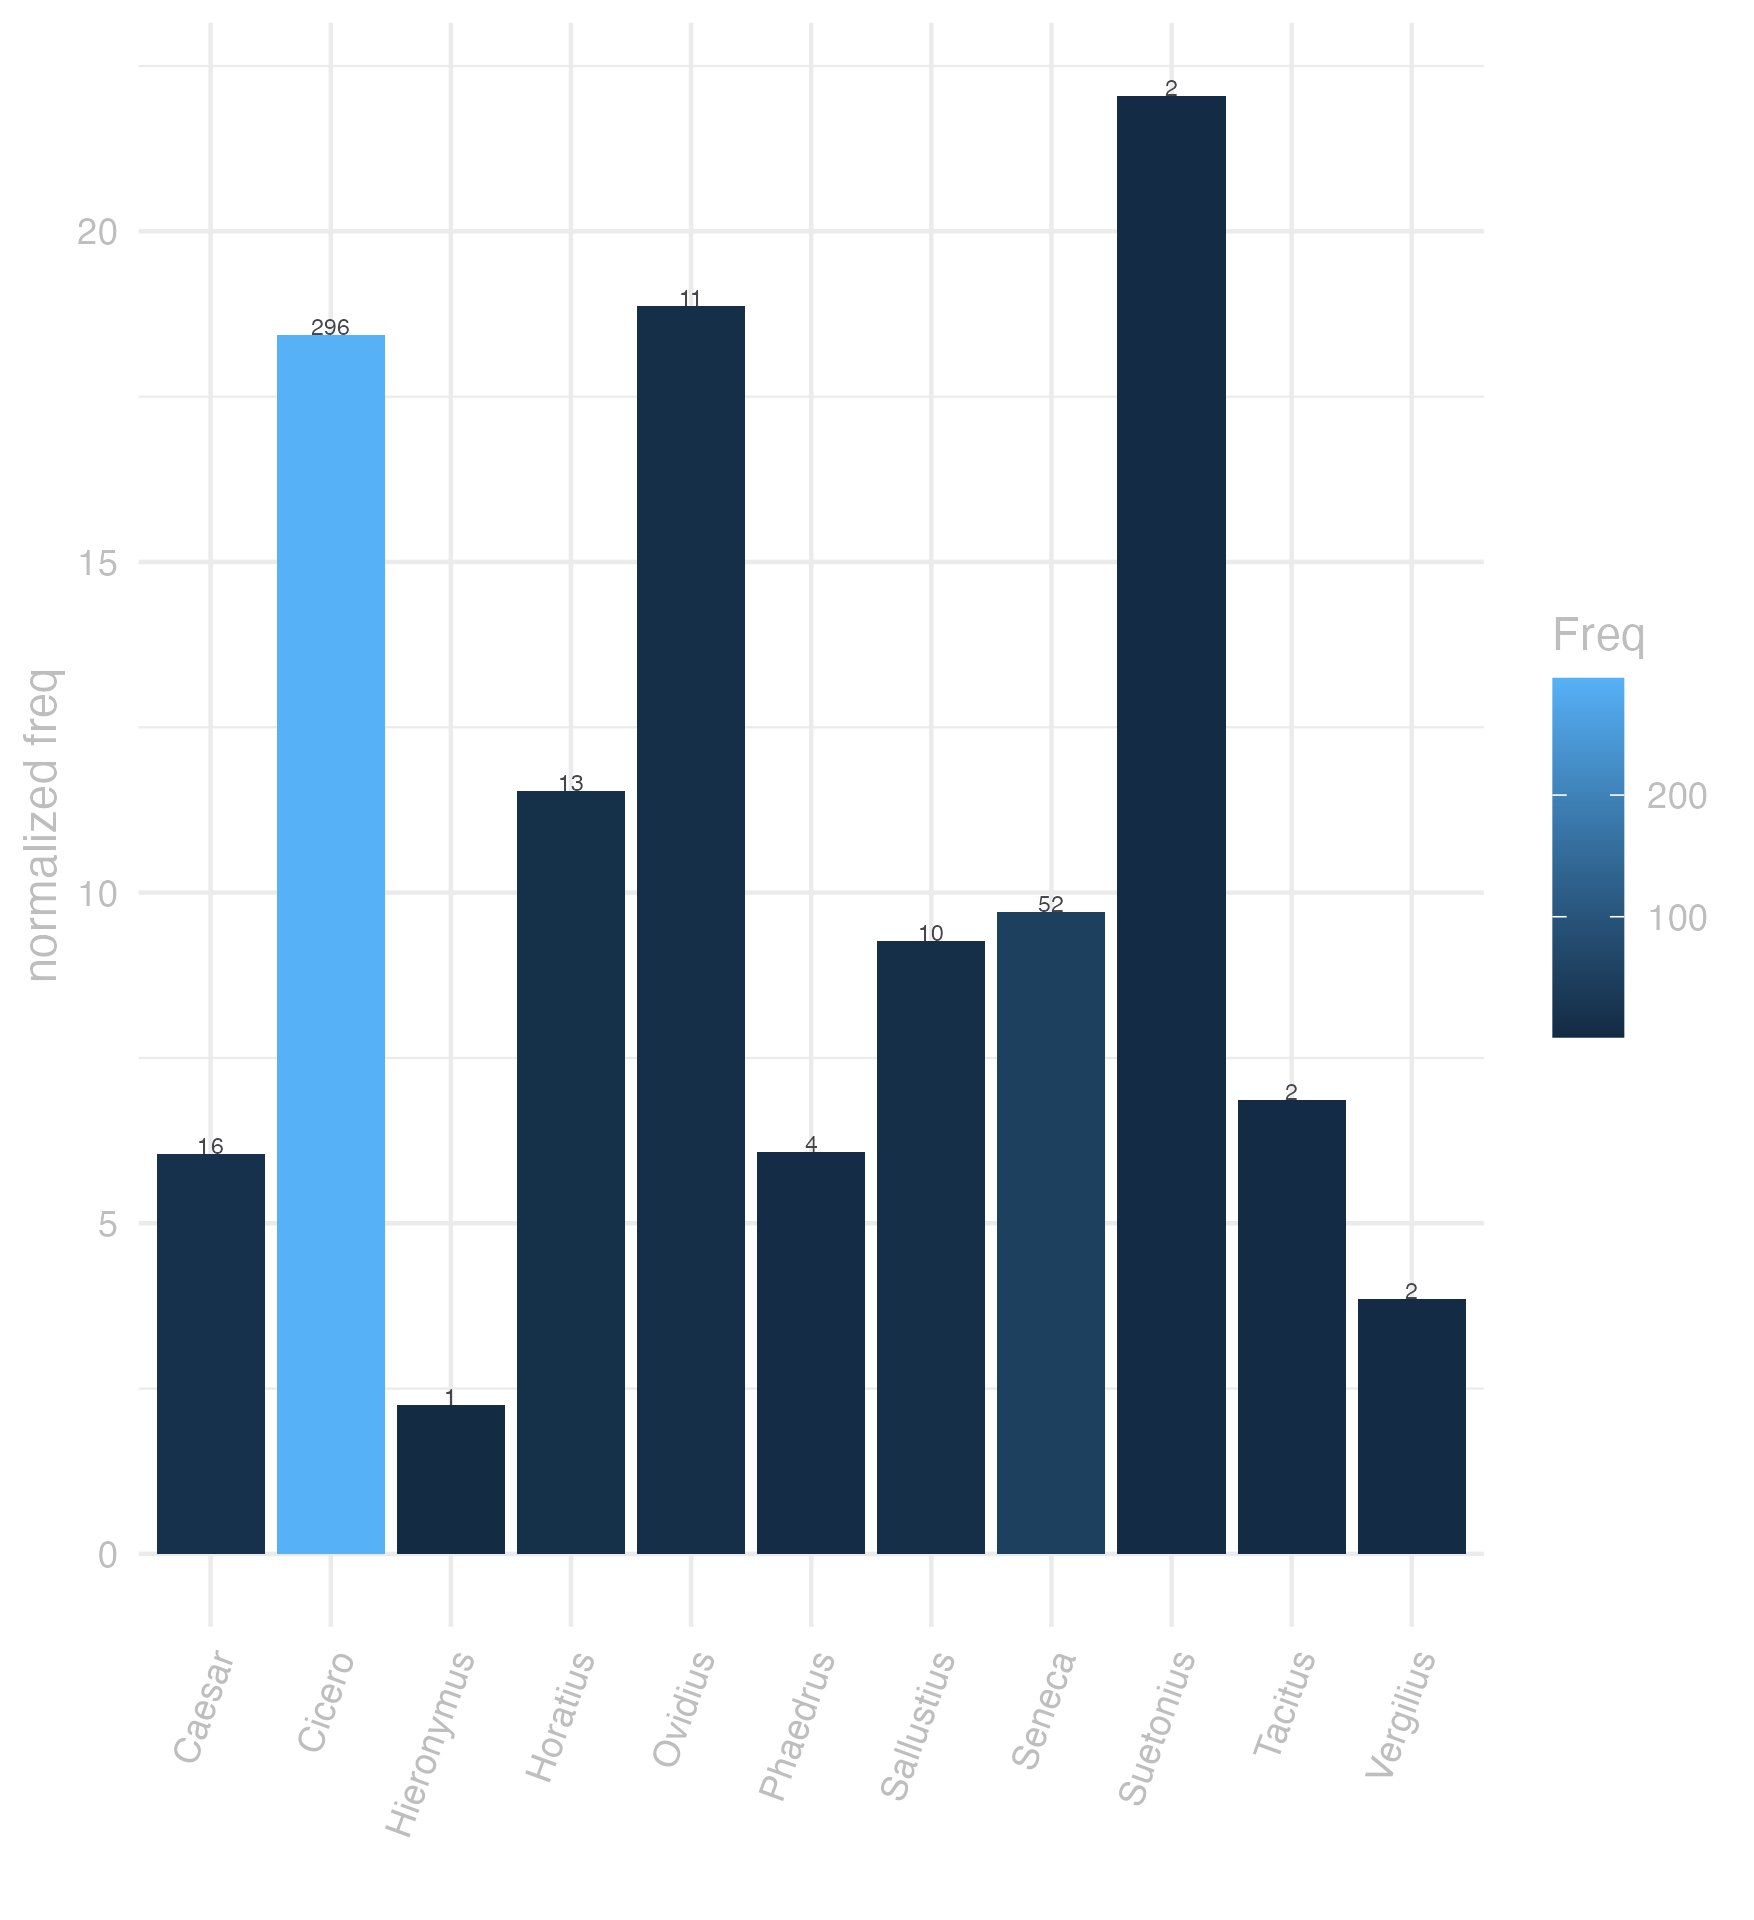 2
20
11
296
15
Freq
13
200
normalized freq
10
52
100
10
2
4
16
5
2
1
0
Caesar
Cicero
Hieronymus
Horatius
Ovidius
Phaedrus
Sallustius
Seneca
Suetonius
Tacitus
Vergilius